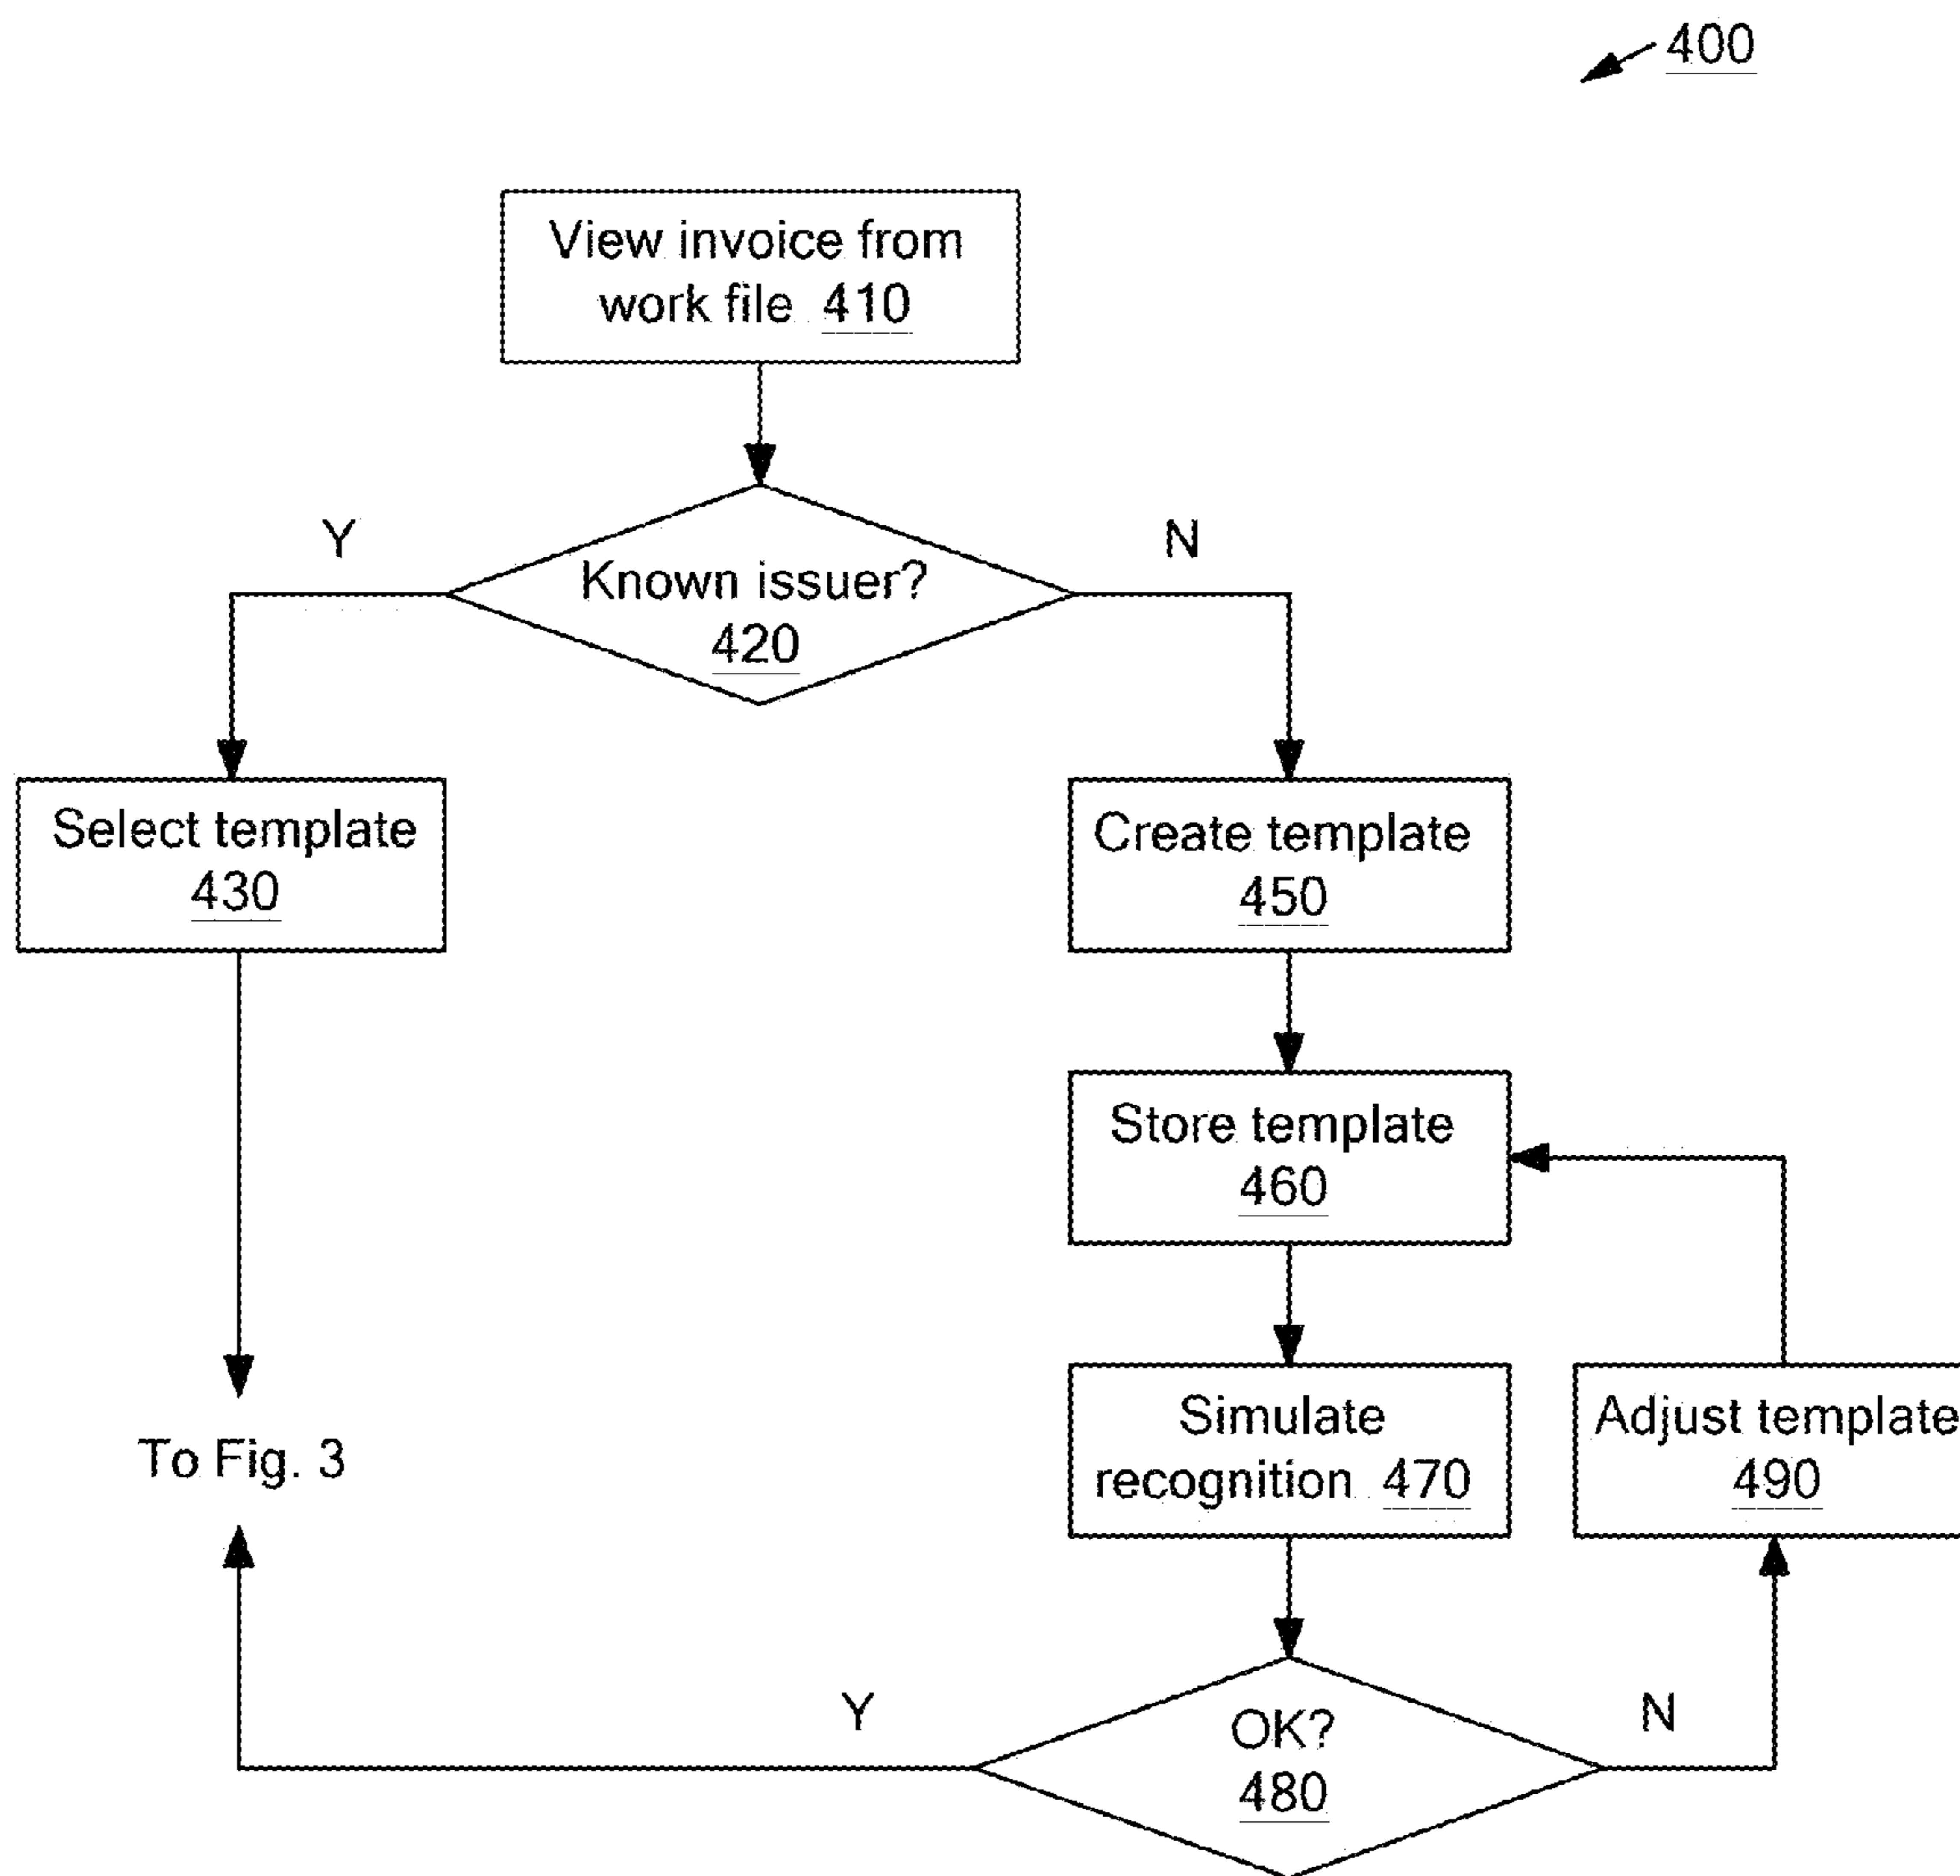 400
View invoice from
work file 410
Y
N
Known issuer?
420
Select template
430
Create template
450
Store template
460
Simulate
recognition 470
Adjust template
490
To Fig. 3
Y
N
OK?
480